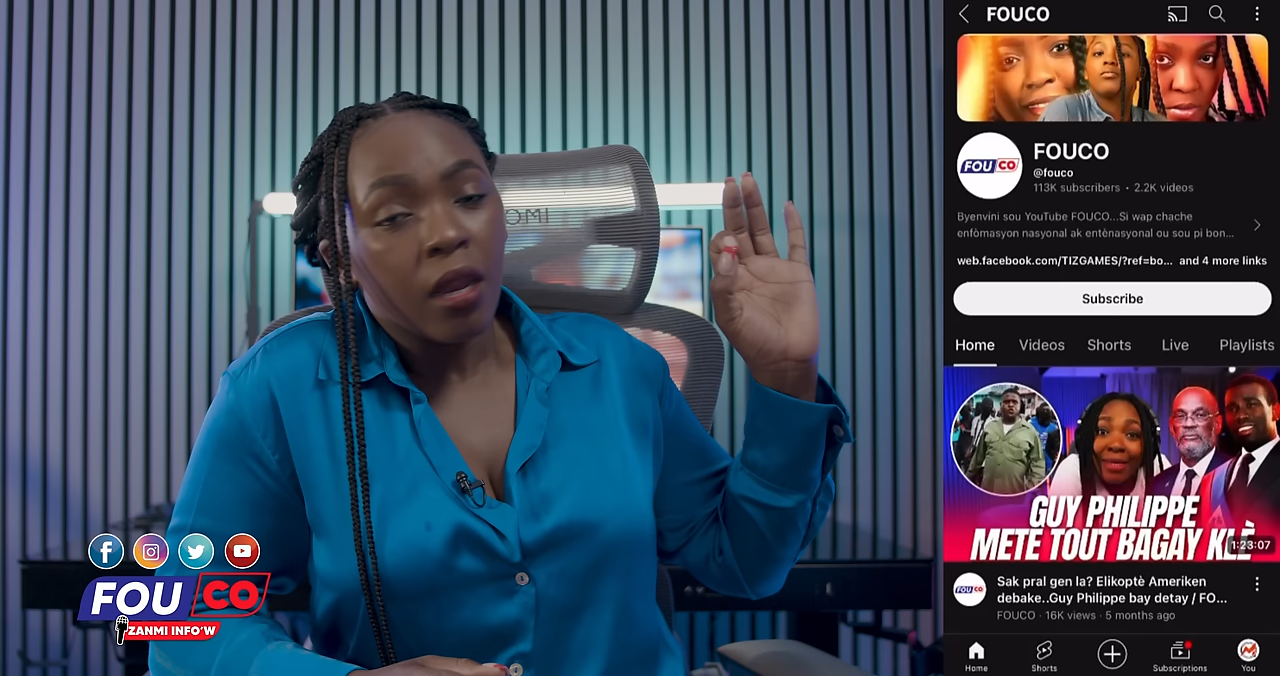 FOUCO
ZANMI INFO'W
FOUCO
FOUCO
FOUCO
@fouco
113K subscribers • 2.2K videos
Byenvini sou YouTube FOUCO...Si wap chache
enfòmasyon nasyonal ak entènasyonal ou sou pi bon...
web.facebook.com/TIZGAMES/?ref=bo... and 4 more links
Subscribe
Home Videos Shorts Live Playlists
GUY PHILIPPE
METE TOUT BAGAY KLÈ
1:23:07
FOUCO
Sak pral gen la? Elikoptè Ameriken
debake..Guy Philippe bay detay / FO...
FOUCO · 16K views · 5 months ago
Home Shorts Subscriptions You